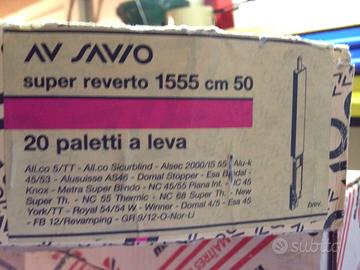 AV SAVIO
super reverto 1555 cm 50
20 paletti a leva
All.co 5/TT - All.co Sicurblind - Alsec 2000/IS 55 Alu-k
45/53 - Alusuisse A546 - Domal Stopper - Esa Bindal -
Knox - Metra Super Blindo - NC 45/55 Piana Int. - IC 45
Super Th. - NC 55 Thermic - NC 68 Super Th. - New
York/TT - Royal 54/54 W - Winner - Domal 4/5 - Esa 45
- FB 12/Revamping - GR 9/12-O-Nor-U
brev.
subito